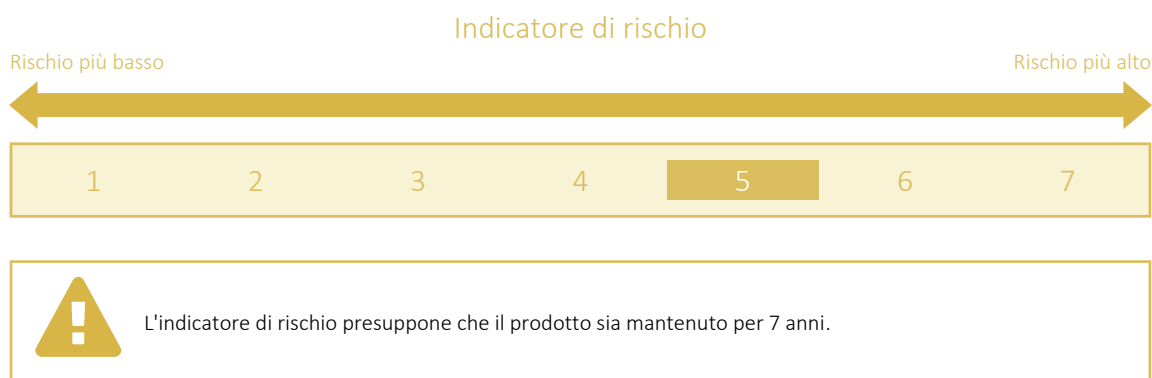 Indicatore di rischio
Rischio più basso Rischio più alto
1 2 3 4 5 6 7
L'indicatore di rischio presuppone che il prodotto sia mantenuto per 7 anni.